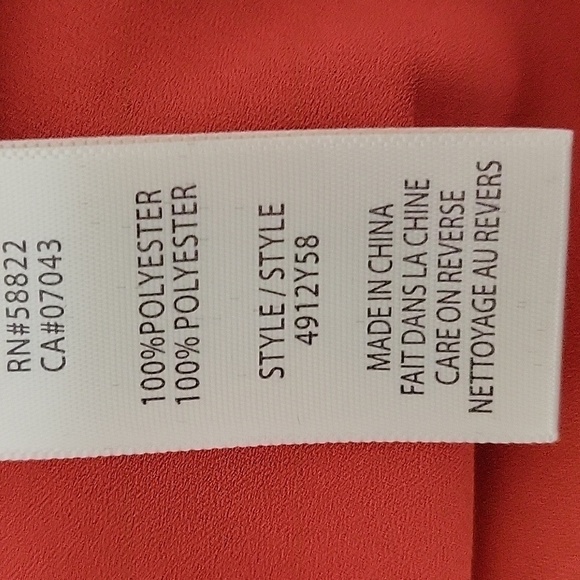 RN#58822
CA#07043
100%POLYESTER
100% POLYESTER
STYLE / STYLE
4912Y58
MADE IN CHINA
FAIT DANS LA CHINE
CARE ON REVERSE
NETTOYAGE AU REVERS